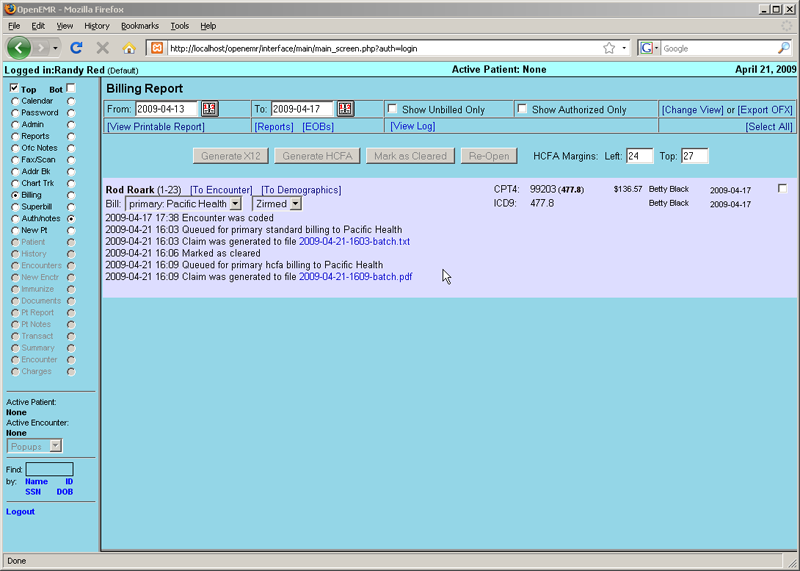 OpenEMR - Mozilla Firefox
File Edit View History Bookmarks Tools Help
http://localhost/openemr/interface/main/main_screen.php?auth=login
G Google
Logged in:Randy Red (Default)
Active Patient: None
April 21, 2009
Top Bot
Calendar
Password
Admin
Reports
Ofc Notes
Fax/Scan
Addr Bk
Chart Trk
Billing
Superbill
Auth/notes
New Pt
Patient
History
Encounters
New Enctr
Immunize
Documents
Pt Report
Pt Notes
Transact
Summary
Encounter
Charges
Active Patient:
None
Active Encounter:
None
Popups
Find:
by: Name ID
SSN DOB
Logout
Billing Report
From: 2009-04-13 To: 2009-04-17 Show Unbilled Only Show Authorized Only [Change View] or [Export OFX]
[View Printable Report] [Reports] [EOBs] [View Log] [Select All]
Generate X12 Generate HCFA Mark as Cleared Re-Open HCFA Margins: Left: 24 Top: 27
Rod Roark (1-23) [To Encounter] [To Demographics] CPT4: 99203 (477.8) $136.57 Betty Black 2009-04-17
Bill: primary: Pacific Health Zirmed ICD9: 477.8 Betty Black 2009-04-17
2009-04-17 17:38 Encounter was coded
2009-04-21 16:03 Queued for primary standard billing to Pacific Health
2009-04-21 16:03 Claim was generated to file 2009-04-21-1603-batch.txt
2009-04-21 16:06 Marked as cleared
2009-04-21 16:09 Queued for primary hcfa billing to Pacific Health
2009-04-21 16:09 Claim was generated to file 2009-04-21-1609-batch.pdf
Done